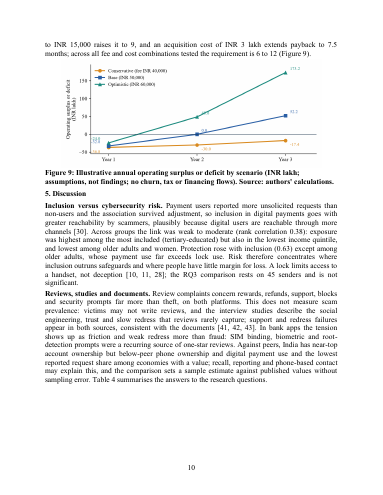 to INR 15,000 raises it to 9, and an acquisition cost of INR 3 lakh extends payback to 7.5
months; across all fee and cost combinations tested the requirement is 6 to 12 (Figure 9).
Conservative (fee INR 40,000)
Base (INR 50,000)
Optimistic (INR 60,000)
Operating surplus or deficit
(INR lakh)
150
100
50
0
−50
Year 1
Year 2
Year 3
Figure 9: Illustrative annual operating surplus or deficit by scenario (INR lakh;
assumptions, not findings; no churn, tax or financing flows). Source: authors' calculations.
5. Discussion
Inclusion versus cybersecurity risk. Payment users reported more unsolicited requests than
non-users and the association survived adjustment, so inclusion in digital payments goes with
greater reachability by scammers, plausibly because digital users are reachable through more
channels [30]. Across groups the link was weak to moderate (rank correlation 0.38): exposure
was highest among the most included (tertiary-educated) but also in the lowest income quintile,
and lowest among older adults and women. Protection rose with inclusion (0.63) except among
older adults, whose payment use far exceeds lock use. Risk therefore concentrates where
inclusion outruns safeguards and where people have little margin for loss. A lock limits access to
a handset, not deception [10, 11, 28]; the RQ3 comparison rests on 45 senders and is not
significant.
Reviews, studies and documents. Review complaints concern rewards, refunds, support, blocks
and security prompts far more than theft, on both platforms. This does not measure scam
prevalence: victims may not write reviews, and the interview studies describe the social
engineering, trust and slow redress that reviews rarely capture; support and redress failures
appear in both sources, consistent with the documents [41, 42, 43]. In bank apps the tension
shows up as friction and weak redress more than fraud: SIM binding, biometric and root-
detection prompts were a recurring source of one-star reviews. Against peers, India has near-top
account ownership but below-peer phone ownership and digital payment use and the lowest
reported request share among economies with a value; recall, reporting and phone-based contact
may explain this, and the comparison sets a sample estimate against published values without
sampling error. Table 4 summarises the answers to the research questions.
10